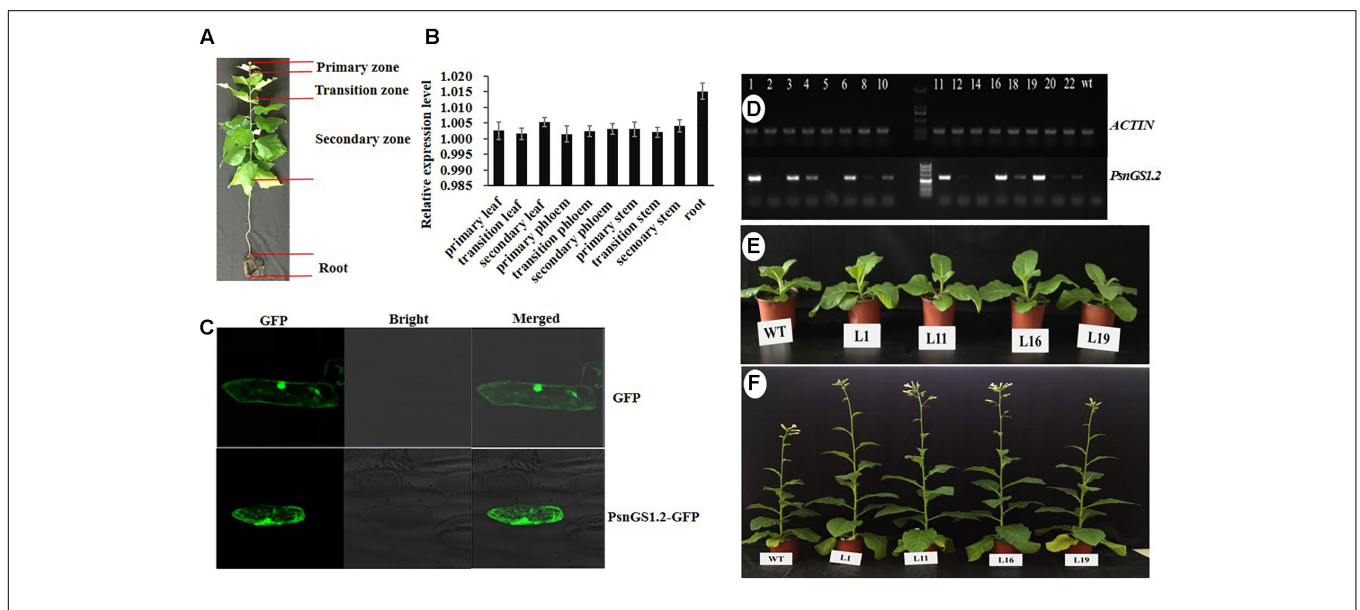 A
Primary zone
Transition zone
Secondary zone
Root
B
Relative expression level
1.020
1.015
1.010
1.005
1.000
0.995
0.990
0.985
primary leaf
transition leaf
secondary leaf
primary phloem
transition phloem
secondary phloem
primary stem
transition stem
secnoary stem
root
C
GFP Bright Merged
GFP
PsnGS1.2-GFP
D
1 2 3 4 5 6 8 10 11 12 14 16 18 19 20 22 wt
ACTIN
PsnGS1.2
E
WT L1 L11 L16 L19
F
WT L1 L11 L16 L19